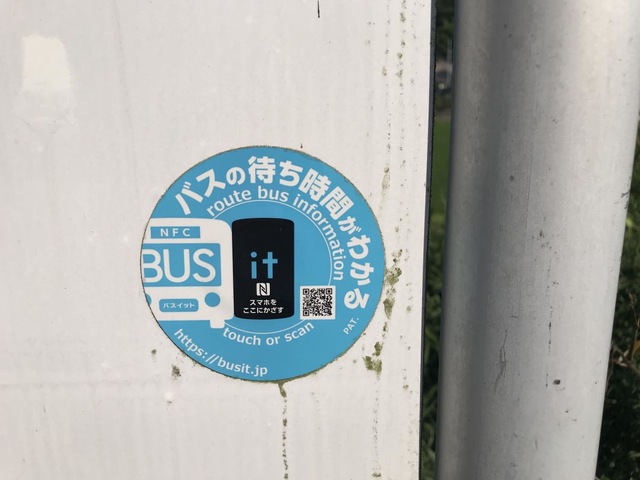 バスの待ち時間がわかる
route bus information
NFC
BUS
it
バスイット
スマホを
ここにかざす
touch or scan
PAT.
https://busit.jp